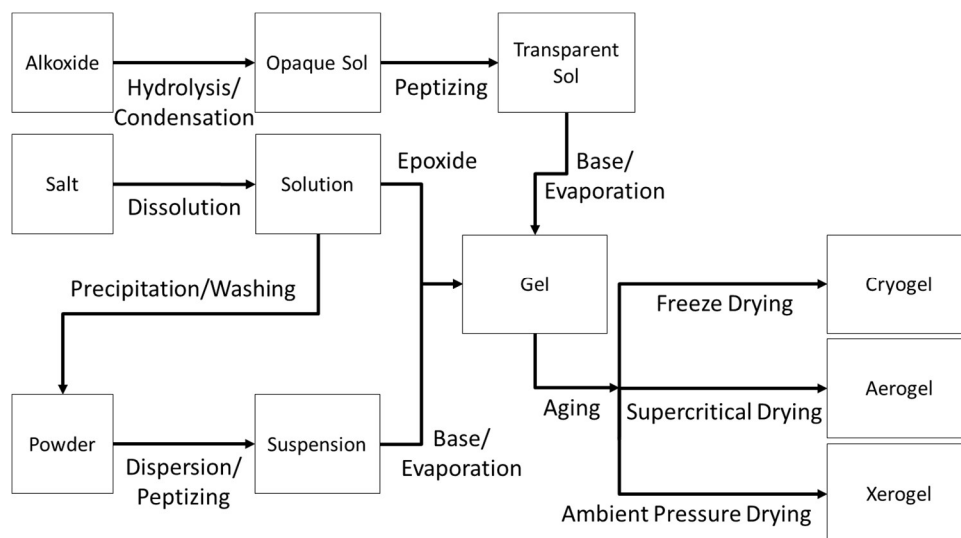 Alkoxide
Hydrolysis/
Condensation
Opaque Sol
Peptizing
Transparent
Sol
Base/
Evaporation
Salt
Dissolution
Solution
Epoxide
Precipitation/Washing
Gel
Powder
Dispersion/
Peptizing
Suspension
Base/
Evaporation
Aging
Freeze Drying
Cryogel
Supercritical Drying
Aerogel
Ambient Pressure Drying
Xerogel